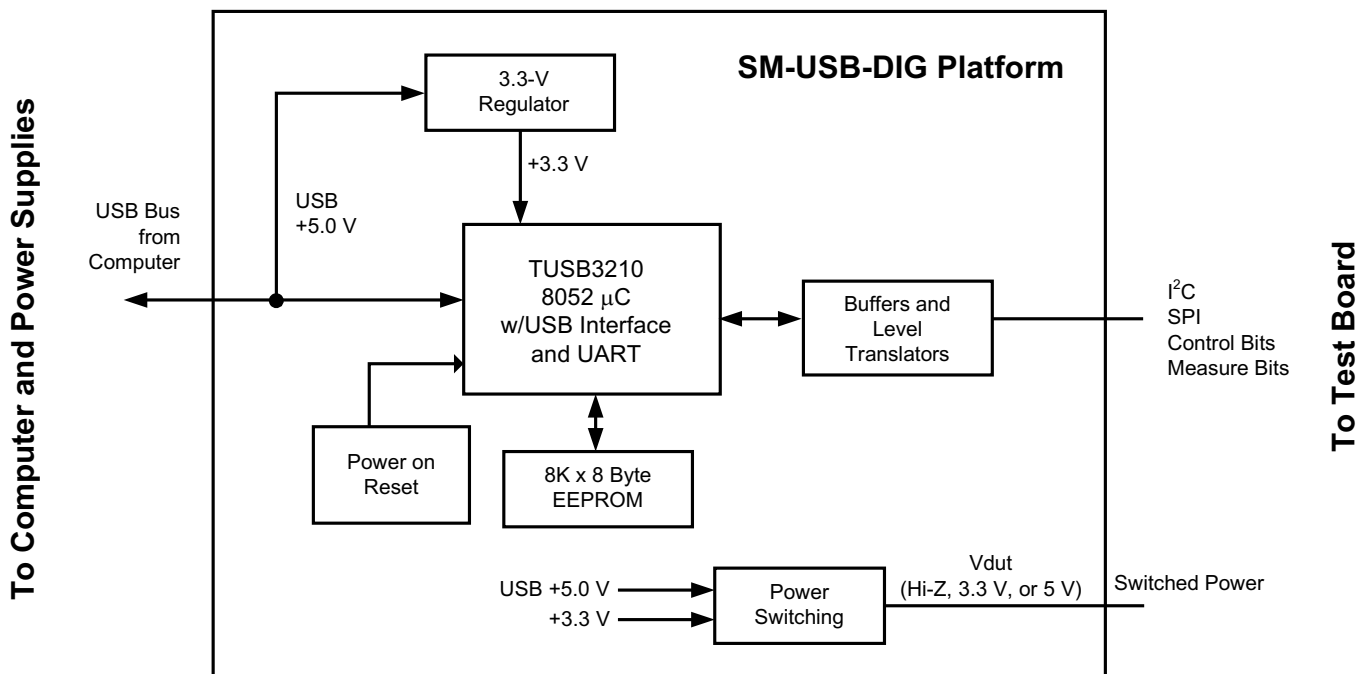 To Computer and Power Supplies
SM-USB-DIG Platform
3.3-V
Regulator
+3.3 V
USB
+5.0 V
USB Bus
from
Computer
TUSB3210
8052 μC
w/USB Interface
and UART
Buffers and
Level
Translators
I²C
SPI
Control Bits
Measure Bits
To Test Board
Power on
Reset
8K x 8 Byte
EEPROM
USB +5.0 V
+3.3 V
Power
Switching
Vdut
(Hi-Z, 3.3 V, or 5 V)
Switched Power